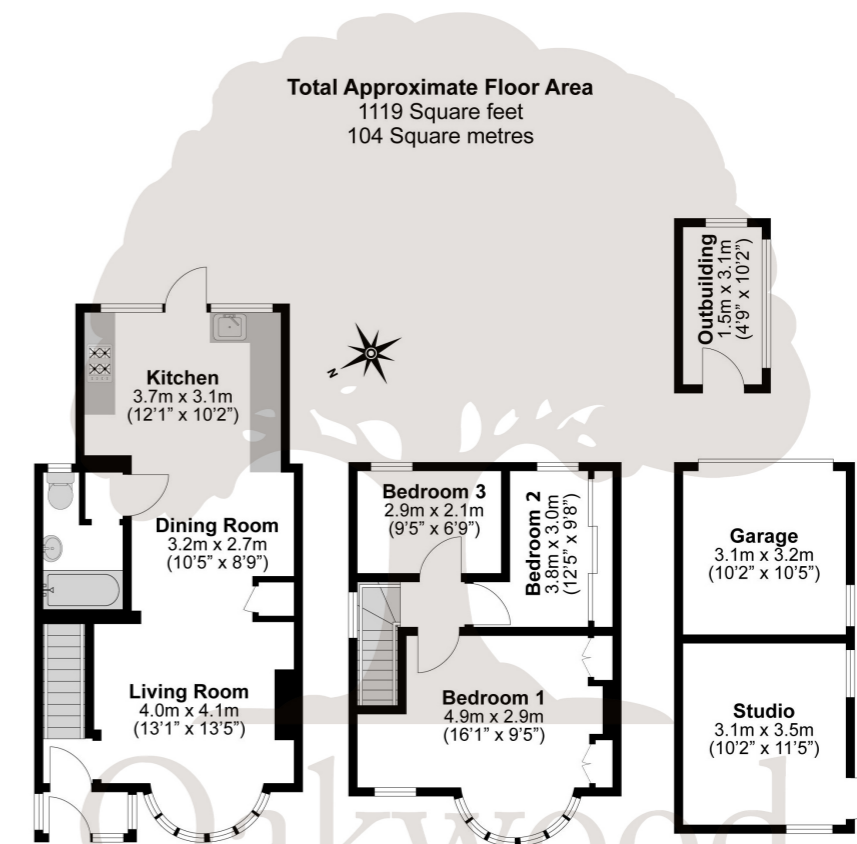 Total Approximate Floor Area
1119 Square feet
104 Square metres
Outbuilding
1.5m x 3.1m
(4'9" x 10'2")
Kitchen
3.7m x 3.1m
(12'1" x 10'2")
N
Dining Room
3.2m x 2.7m
(10'5" x 8'9")
Bedroom 3
2.9m x 2.1m
(9'5" x 6'9")
Bedroom 2
3.8m x 3.0m
(12'5" x 9'8")
Garage
3.1m x 3.2m
(10'2" x 10'5")
Living Room
4.0m x 4.1m
(13'1" x 13'5")
Bedroom 1
4.9m x 2.9m
(16'1" x 9'5")
Studio
3.1m x 3.5m
(10'2" x 11'5")
Oakwood